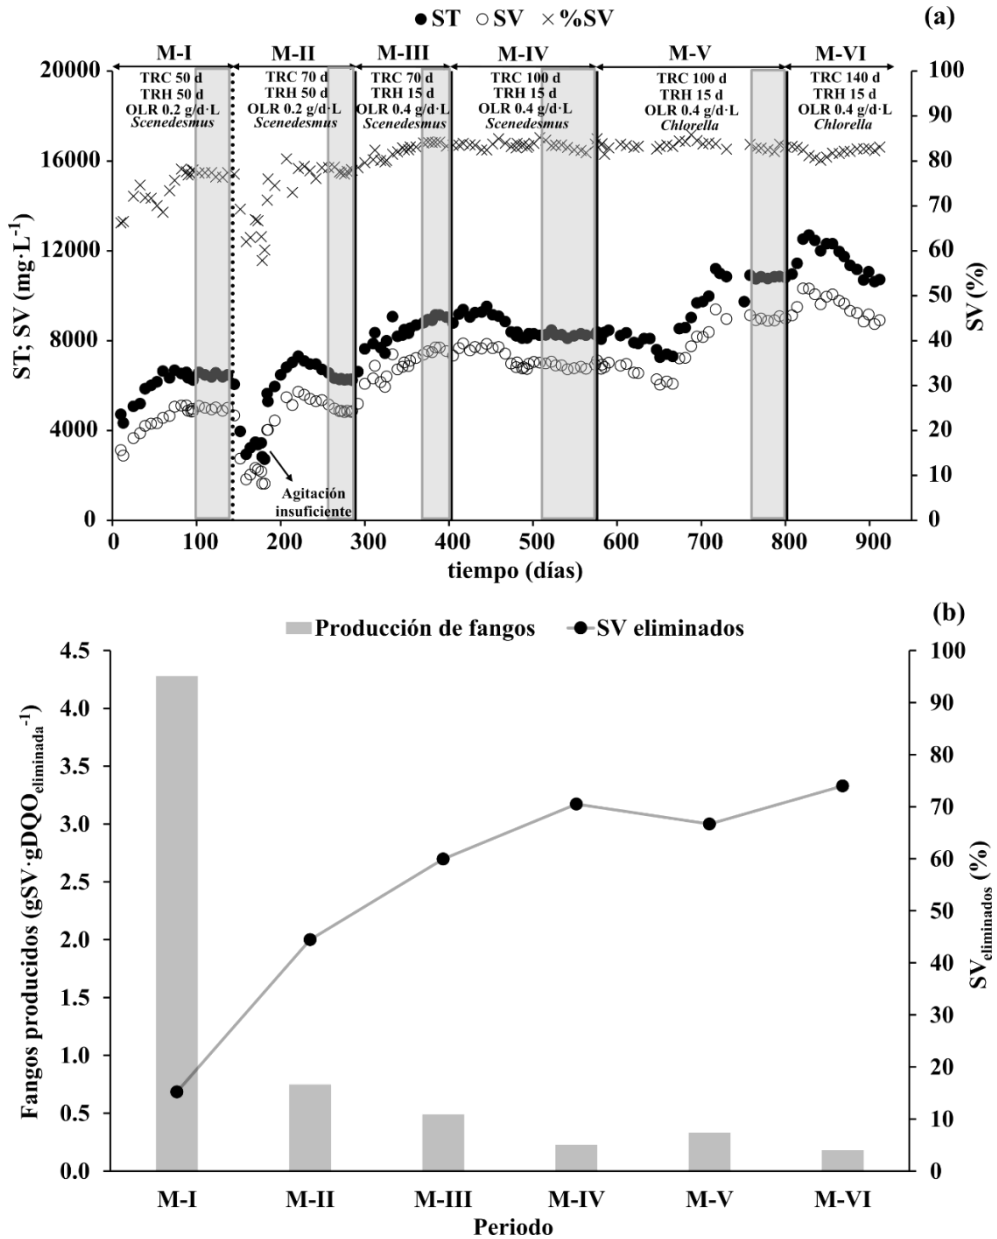 ST SV %SV
(a)
M-I M-II M-III M-IV M-V M-VI
TRC 50 d TRC 70 d TRC 70 d TRC 100 d TRC 100 d TRC 140 d
TRH 50 d TRH 50 d TRH 15 d TRH 15 d TRH 15 d TRH 15 d
OLR 0.2 g/d·L OLR 0.2 g/d·L OLR 0.4 g/d·L OLR 0.4 g/d·L OLR 0.4 g/d·L OLR 0.4 g/d·L
Scenedesmus Scenedesmus Scenedesmus Scenedesmus Chlorella Chlorella
ST; SV (mg·L⁻¹)
20000
16000
12000
8000
4000
0
Agitación
insuficiente
100
90
80
70
60
50
40
30
20
10
0
SV (%)
0 100 200 300 400 500 600 700 800 900
tiempo (días)
(b)
Producción de fangos SV eliminados
Fangos producidos (gSV·gDQOeliminada⁻¹)
4.5
4.0
3.5
3.0
2.5
2.0
1.5
1.0
0.5
0.0
100
90
80
70
60
50
40
30
20
10
0
SVeliminados (%)
M-I M-II M-III M-IV M-V M-VI
Periodo